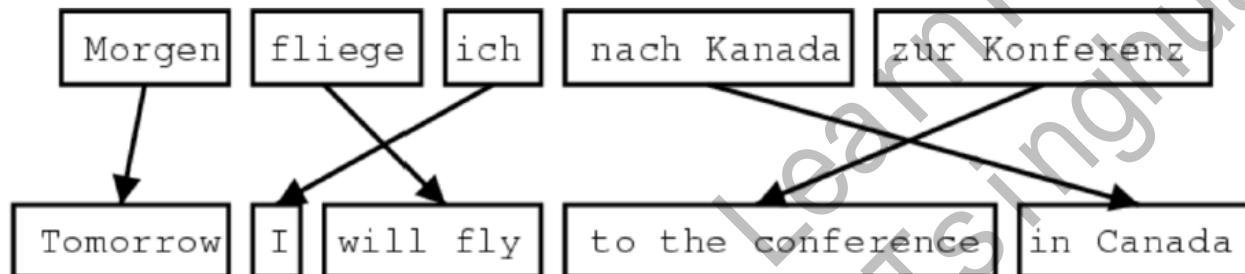 Morgen fliege ich nach Kanada zur Konferenz
Tomorrow I will fly to the conference in Canada